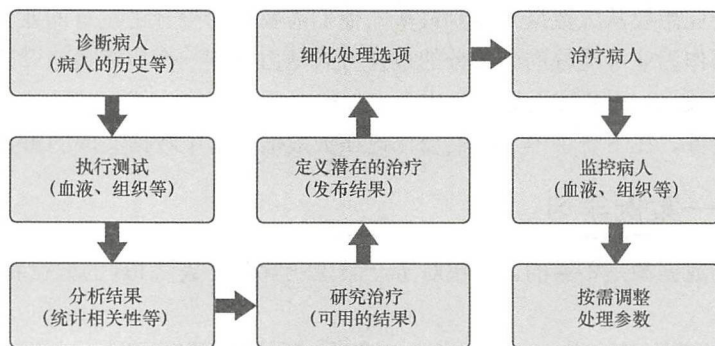 诊断病人
(病人的历史等)
执行测试
(血液、组织等)
分析结果
(统计相关性等)
研究治疗
(可用的结果)
定义潜在的治疗
(发布结果)
细化处理选项
治疗病人
监控病人
(血液、组织等)
按需调整
处理参数